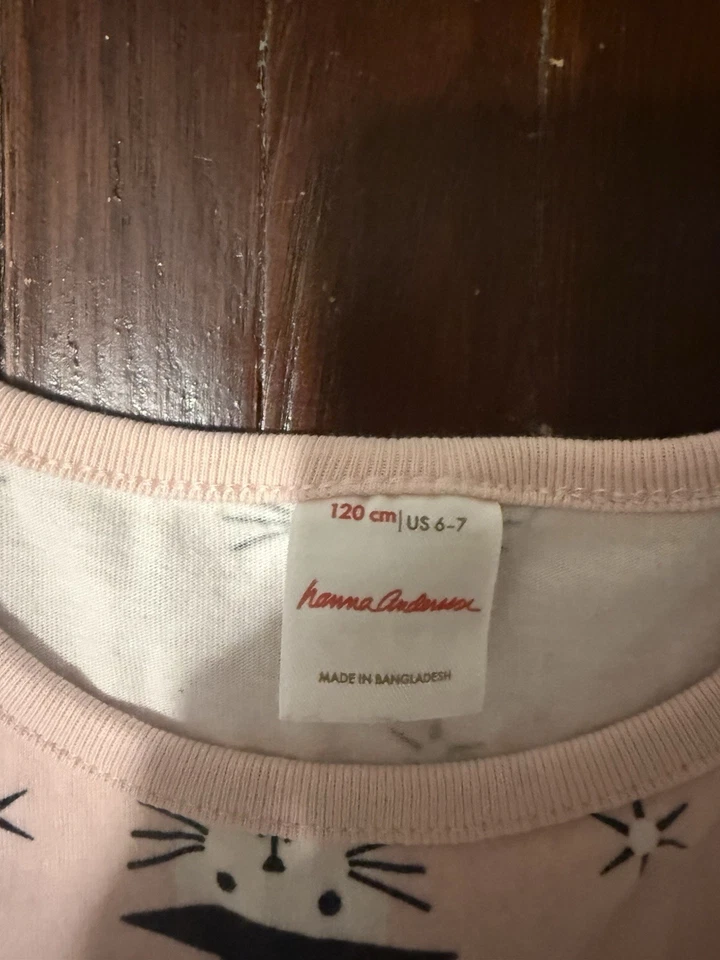 120 cm | US 6-7
hanna andersson
MADE IN BANGLADESH